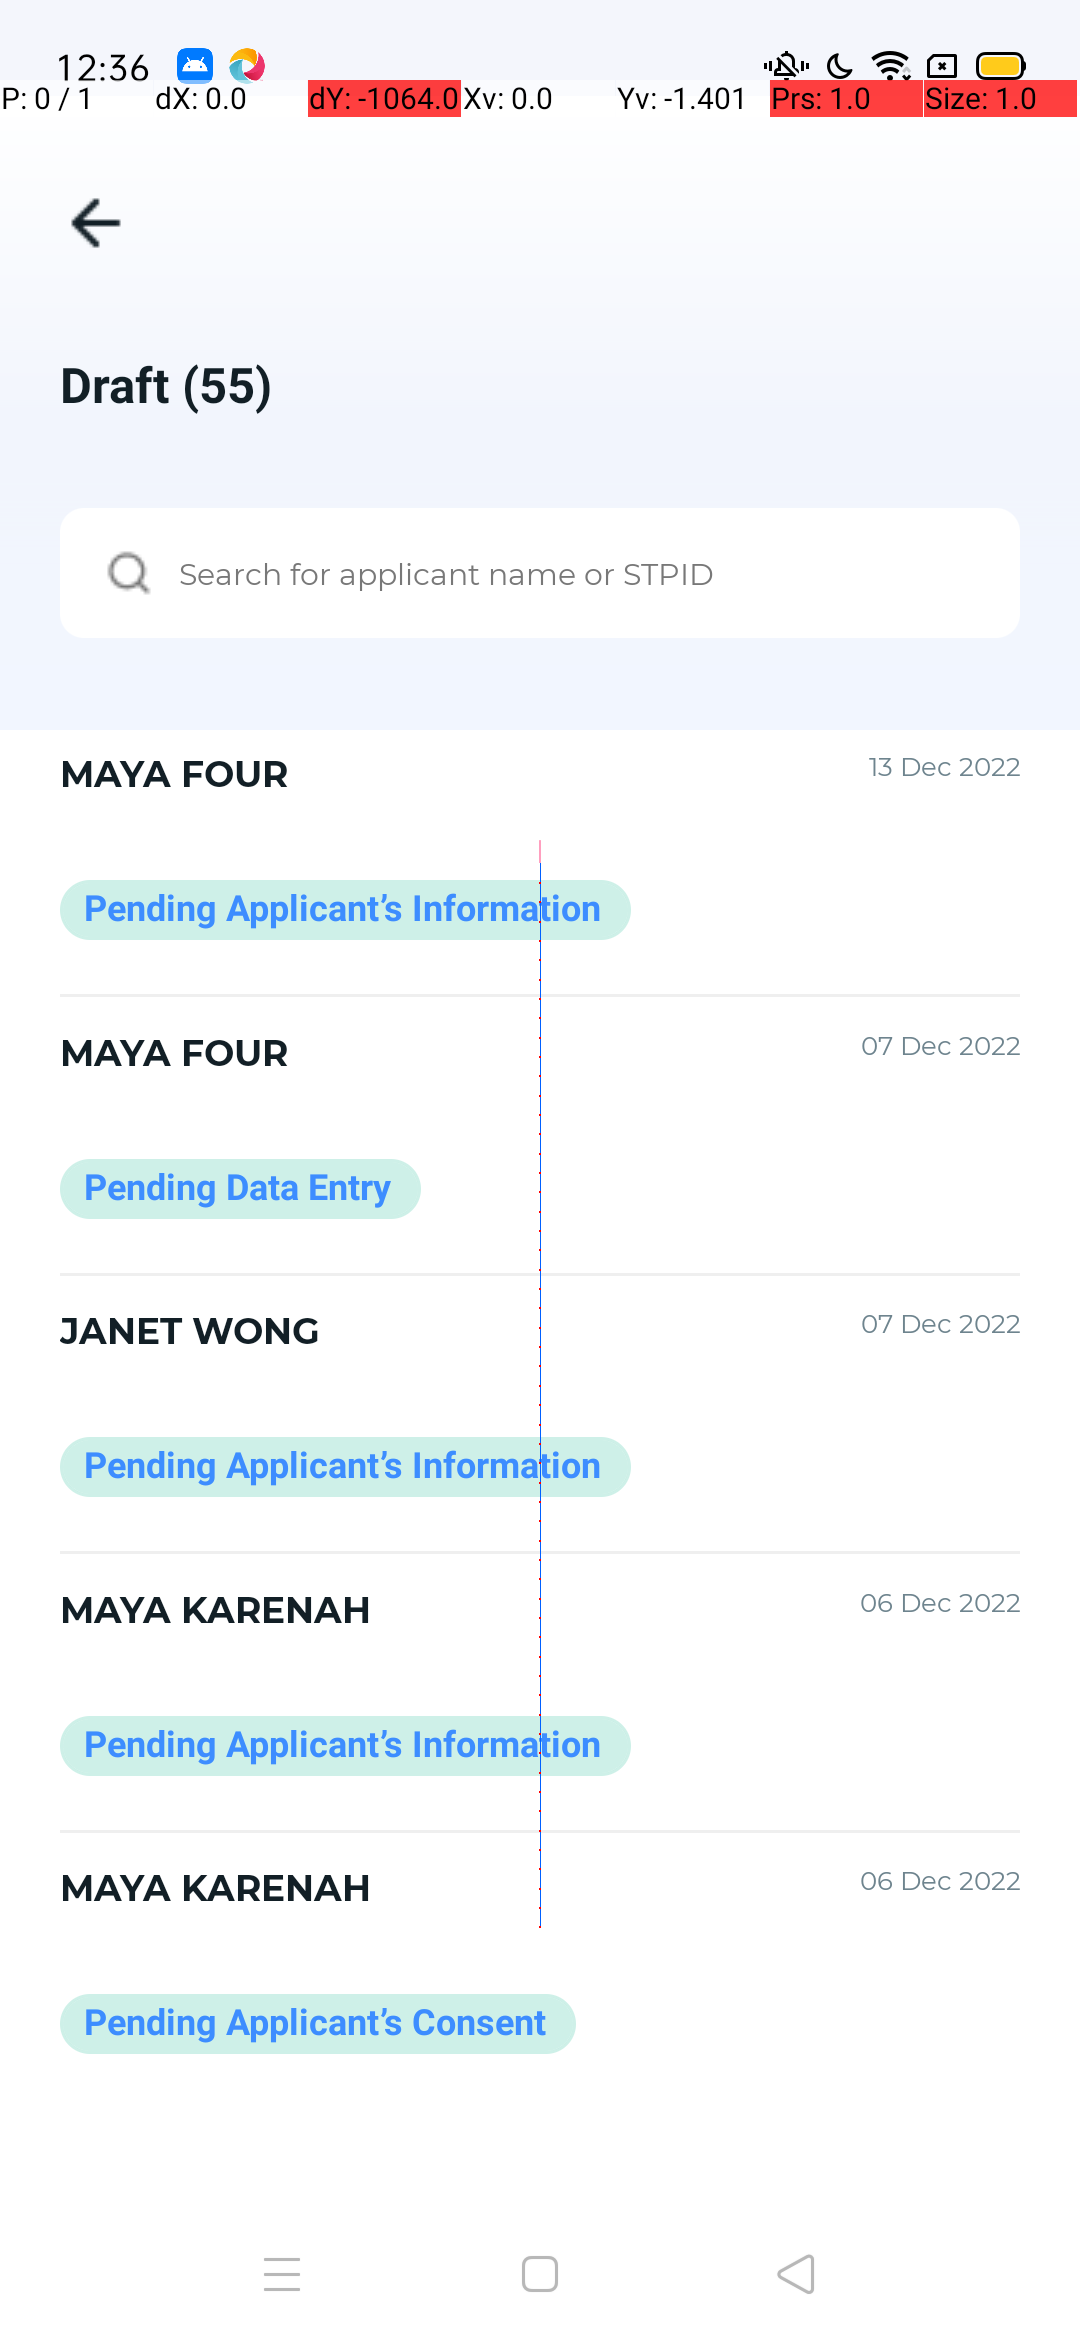 12:36
P: 0 / 1 dX: 0.0 dY: -1064.0 Xv: 0.0 Yv: -1.401 Prs: 1.0 Size: 1.0
Draft (55)
Search for applicant name or STPID
MAYA FOUR 13 Dec 2022
Pending Applicant’s Information
MAYA FOUR 07 Dec 2022
Pending Data Entry
JANET WONG 07 Dec 2022
Pending Applicant’s Information
MAYA KARENAH 06 Dec 2022
Pending Applicant’s Information
MAYA KARENAH 06 Dec 2022
Pending Applicant’s Consent